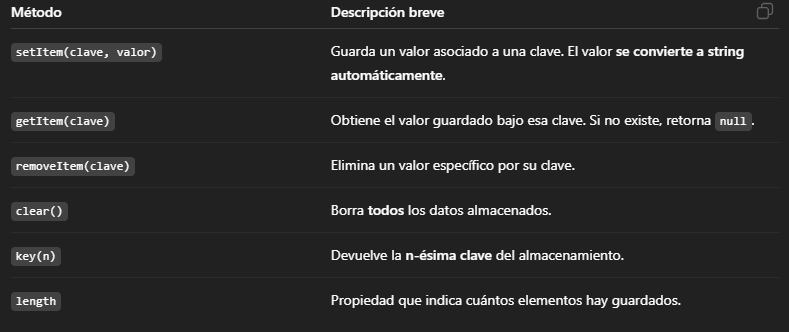 Método Descripción breve
setItem(clave, valor) Guarda un valor asociado a una clave. El valor se convierte a string
automáticamente.
getItem(clave) Obtiene el valor guardado bajo esa clave. Si no existe, retorna null.
removeItem(clave) Elimina un valor específico por su clave.
clear() Borra todos los datos almacenados.
key(n) Devuelve la n-ésima clave del almacenamiento.
length Propiedad que indica cuántos elementos hay guardados.